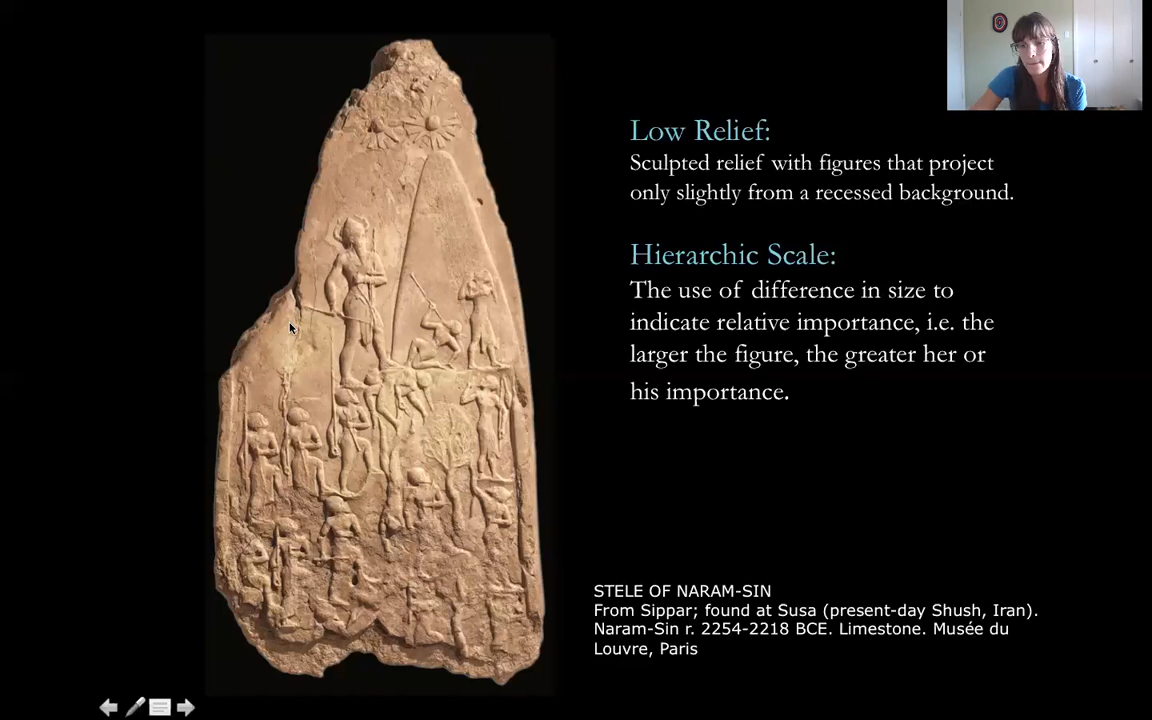 Low Relief:
Sculpted relief with figures that project
only slightly from a recessed background.
Hierarchic Scale:
The use of difference in size to
indicate relative importance, i.e. the
larger the figure, the greater her or
his importance.
STELE OF NARAM-SIN
From Sippar; found at Susa (present-day Shush, Iran).
Naram-Sin r. 2254-2218 BCE. Limestone. Musée du
Louvre, Paris